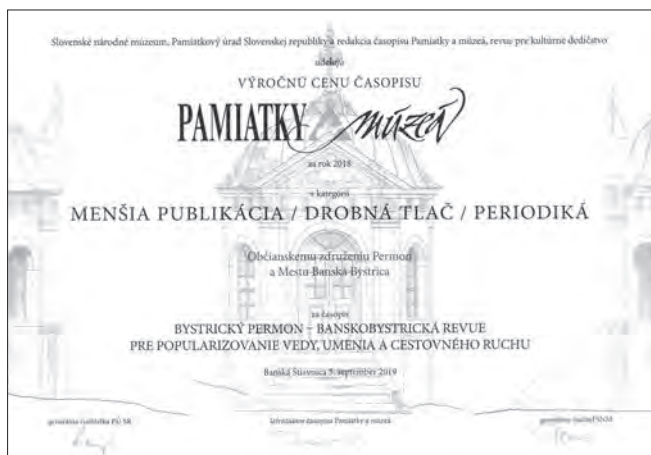 Slovenské národné múzeum, Pamiatkový úrad Slovenskej republiky a redakcia časopisu Pamiatky a múzeá, revue pre kultúrne dedičstvo
udeľujú
VÝROČNÚ CENU ČASOPISU
PAMIATKY a múzeá
za rok 2018
v kategórii
MENŠIA PUBLIKÁCIA / DROBNÁ TLAČ / PERIODIKÁ
Občianskemu združeniu Permon
a Mestu Banská Bystrica
za časopis
BYSTRICKÝ PERMON – BANSKOBYSTRICKÁ REVUE
PRE POPULARIZOVANIE VEDY, UMENIA A CESTOVNÉHO RUCHU
Banská Štiavnica 5. september 2019
generálna riaditeľka PÚ SR
šéfredaktor časopisu Pamiatky a múzeá
generálny riaditeľ SNM